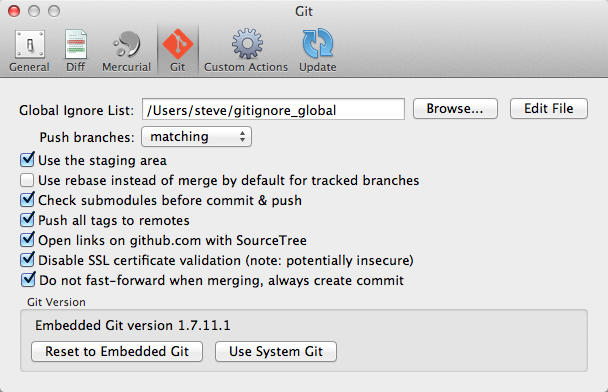 Git
General Diff Mercurial Git Custom Actions Update
Global Ignore List: /Users/steve/gitignore_global Browse... Edit File
Push branches: matching
Use the staging area
Use rebase instead of merge by default for tracked branches
Check submodules before commit & push
Push all tags to remotes
Open links on github.com with SourceTree
Disable SSL certificate validation (note: potentially insecure)
Do not fast-forward when merging, always create commit
Git Version
Embedded Git version 1.7.11.1
Reset to Embedded Git Use System Git